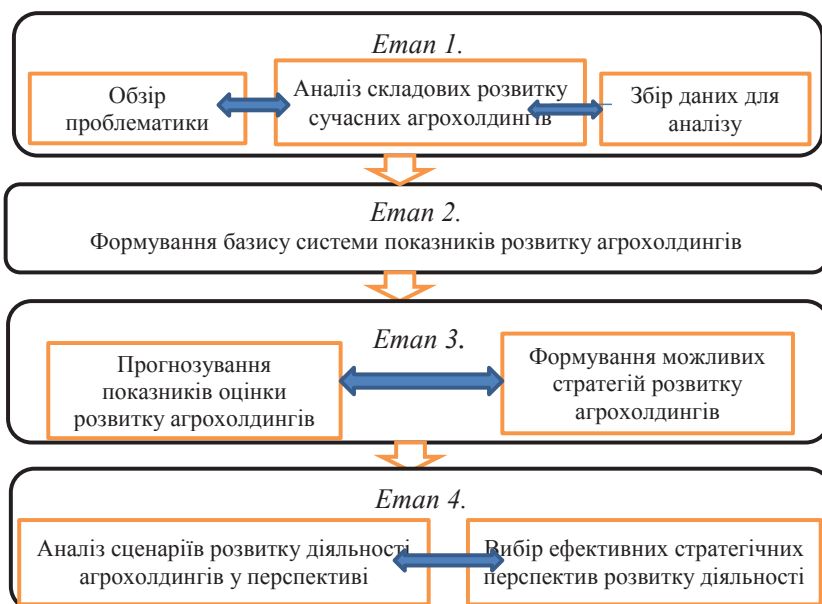 Етап 1.
Обзір
проблематики
Аналіз складових розвитку
сучасних агрохолдингів
Збір даних для
аналізу
Етап 2.
Формування базису системи показників розвитку агрохолдингів
Етап 3.
Прогнозування
показників оцінки
розвитку агрохолдингів
Формування можливих
стратегій розвитку
агрохолдингів
Етап 4.
Аналіз сценаріїв розвитку діяльності
агрохолдингів у перспективі
Вибір ефективних стратегічних
перспектив розвитку діяльності